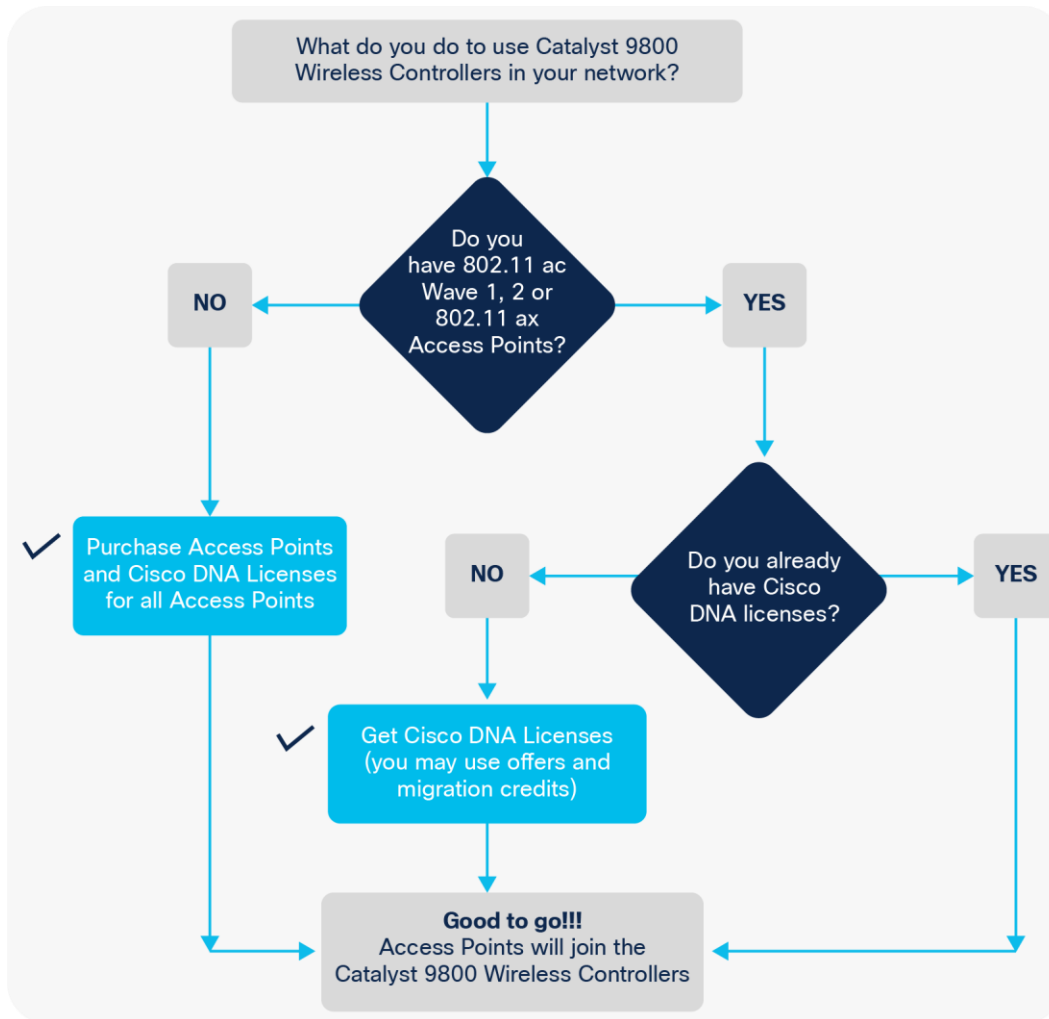 What do you do to use Catalyst 9800
Wireless Controllers in your network?
Do you
have 802.11 ac
Wave 1, 2 or
802.11 ax
Access Points?
NO
YES
Purchase Access Points
and Cisco DNA Licenses
for all Access Points
NO
Do you already
have Cisco
DNA licenses?
YES
Get Cisco DNA Licenses
(you may use offers and
migration credits)
Good to go!!!
Access Points will join the
Catalyst 9800 Wireless Controllers